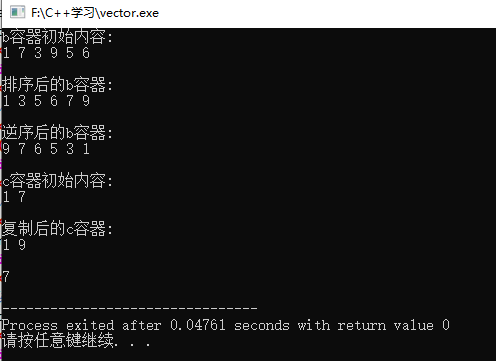 F:\C++学习\vector.exe
b容器初始内容:
1 7 3 9 5 6
排序后的b容器:
1 3 5 6 7 9
逆序后的b容器:
9 7 6 5 3 1
c容器初始内容:
1 7
复制后的c容器:
1 9
7
--------------------------------
Process exited after 0.04761 seconds with return value 0
请按任意键继续. . .